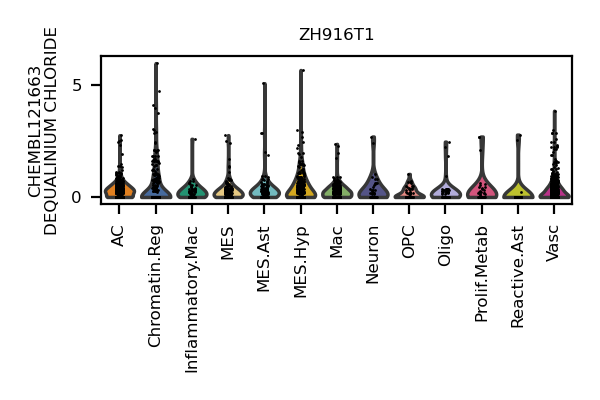 ZH916T1
CHEMBL121663
DEQUALINIUM CHLORIDE
5
0
AC
Chromatin.Reg
Inflammatory.Mac
MES
MES.Ast
MES.Hyp
Mac
Neuron
OPC
Oligo
Prolif.Metab
Reactive.Ast
Vasc